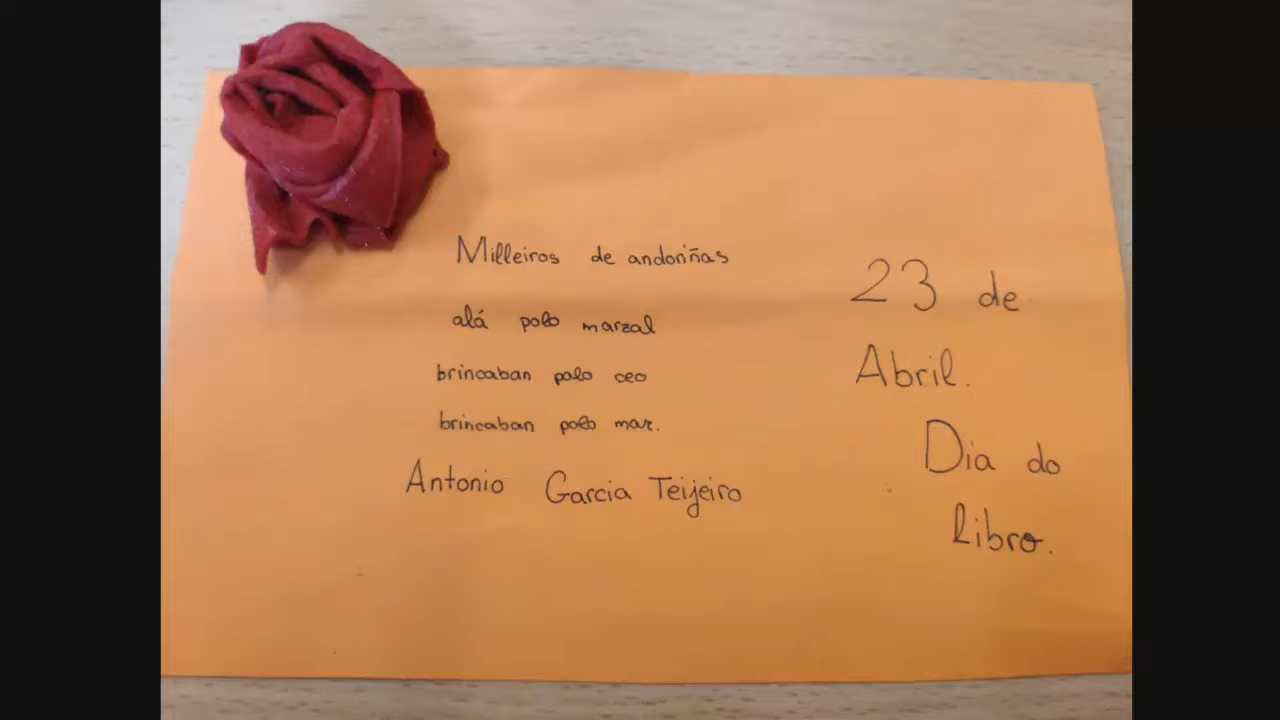 Milleiros de andoriñas
alá polo marzal
brincaban polo ceo
brincaban polo mar.
Antonio Garcia Teijeiro
23 de
Abril.
Dia do
libro.